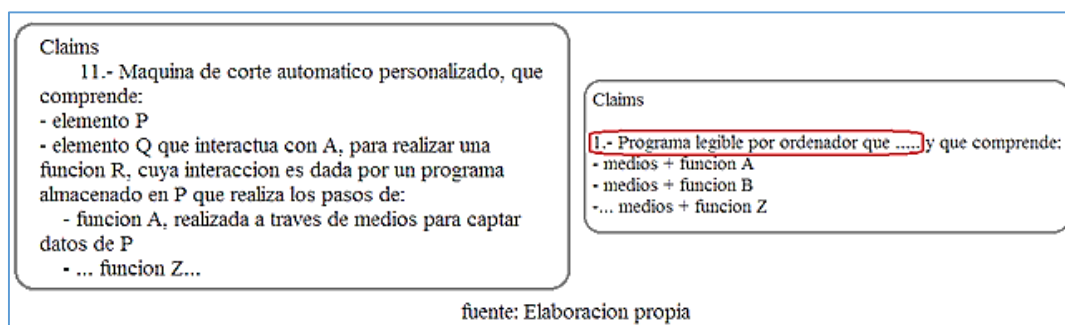 Claims
11.- Maquina de corte automatico personalizado, que
comprende:
- elemento P
- elemento Q que interactua con A, para realizar una
funcion R, cuya interaccion es dada por un programa
almacenado en P que realiza los pasos de:
- funcion A, realizada a traves de medios para captar
datos de P
- ... funcion Z...
Claims
1.- Programa legible por ordenador que ..... y que comprende:
- medios + funcion A
- medios + funcion B
-... medios + funcion Z
fuente: Elaboracion propia